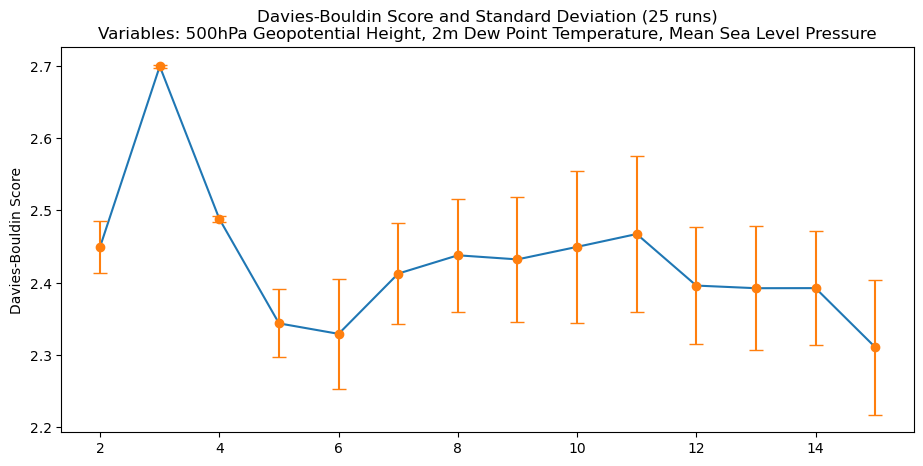 Davies-Bouldin Score and Standard Deviation (25 runs)
Variables: 500hPa Geopotential Height, 2m Dew Point Temperature, Mean Sea Level Pressure
Davies-Bouldin Score
2.7
2.6
2.5
2.4
2.3
2.2
2 4 6 8 10 12 14